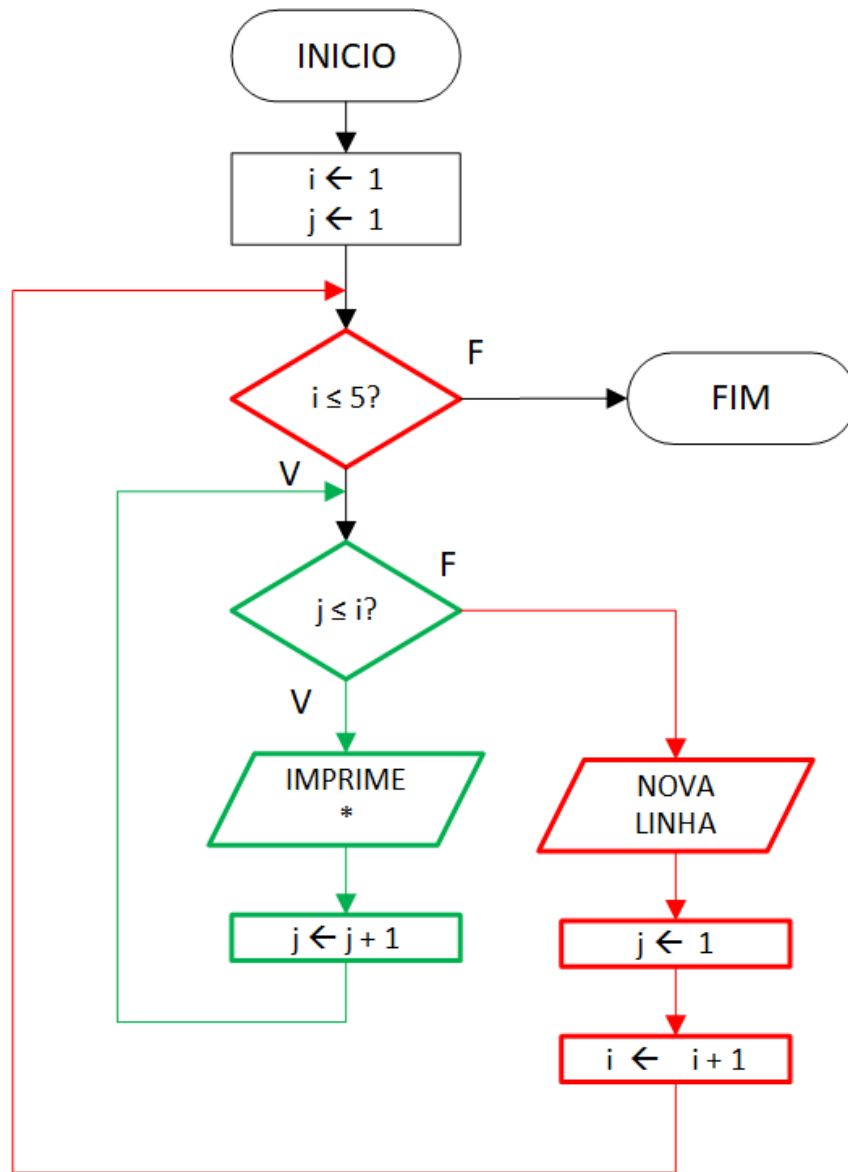 INICIO
i ← 1
j ← 1
i ≤ 5?
F
FIM
V
j ≤ i?
F
V
IMPRIME
*
j ← j + 1
NOVA
LINHA
j ← 1
i ← i + 1